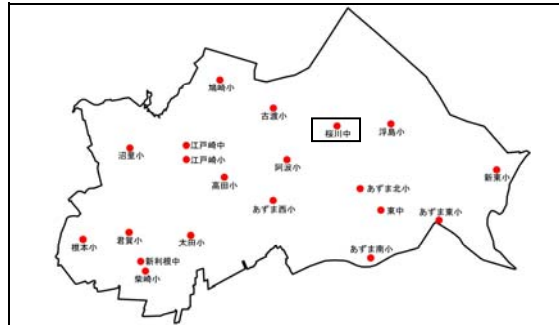 鳩崎小
古渡小
桜川中
浮島小
江戸崎中
沼里小
江戸崎小
阿波小
新東小
高田小
あずま北小
あずま西小
東中
あずま東小
君賀小
太田小
根本小
新利根中
あずま南小
柴崎小